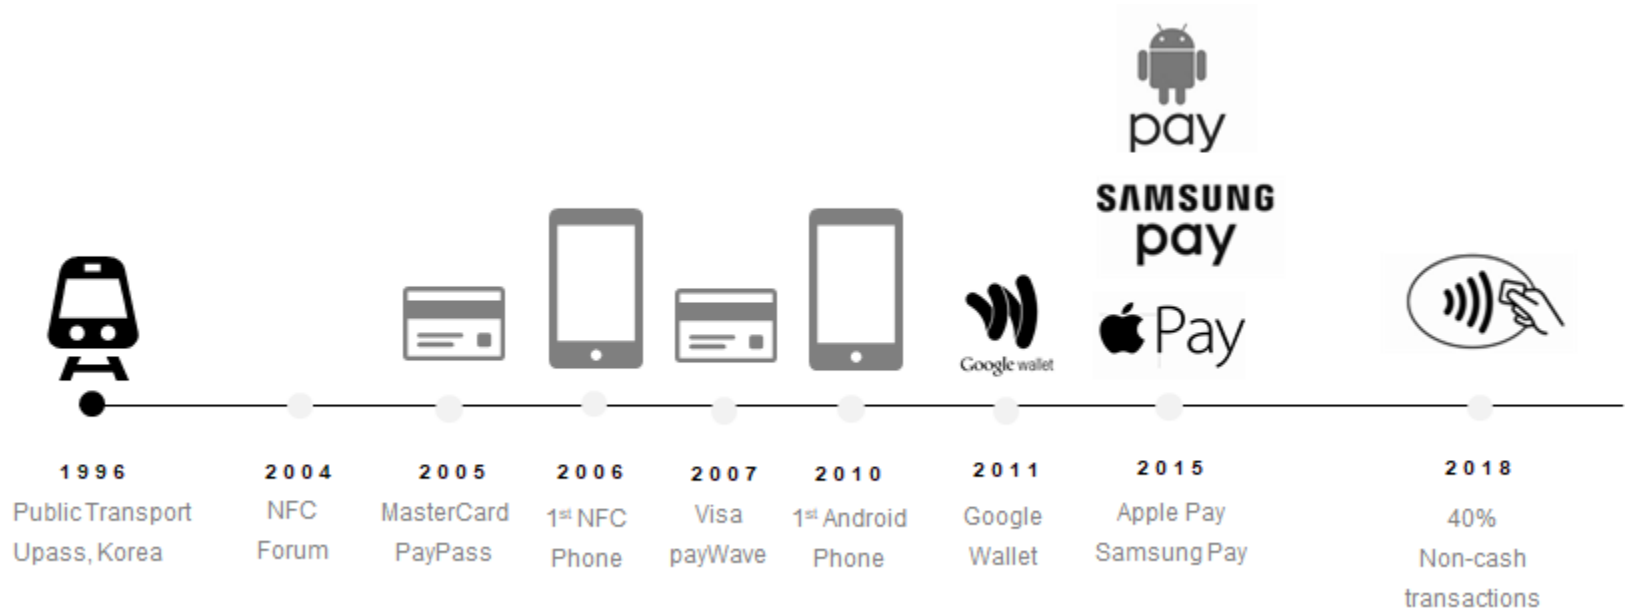 pay
SAMSUNG
pay
Google wallet
Pay
1996
Public Transport
Upass, Korea
2004
NFC
Forum
2005
MasterCard
PayPass
2006
1st NFC
Phone
2007
Visa
payWave
2010
1st Android
Phone
2011
Google
Wallet
2015
Apple Pay
Samsung Pay
2018
40%
Non-cash
transactions